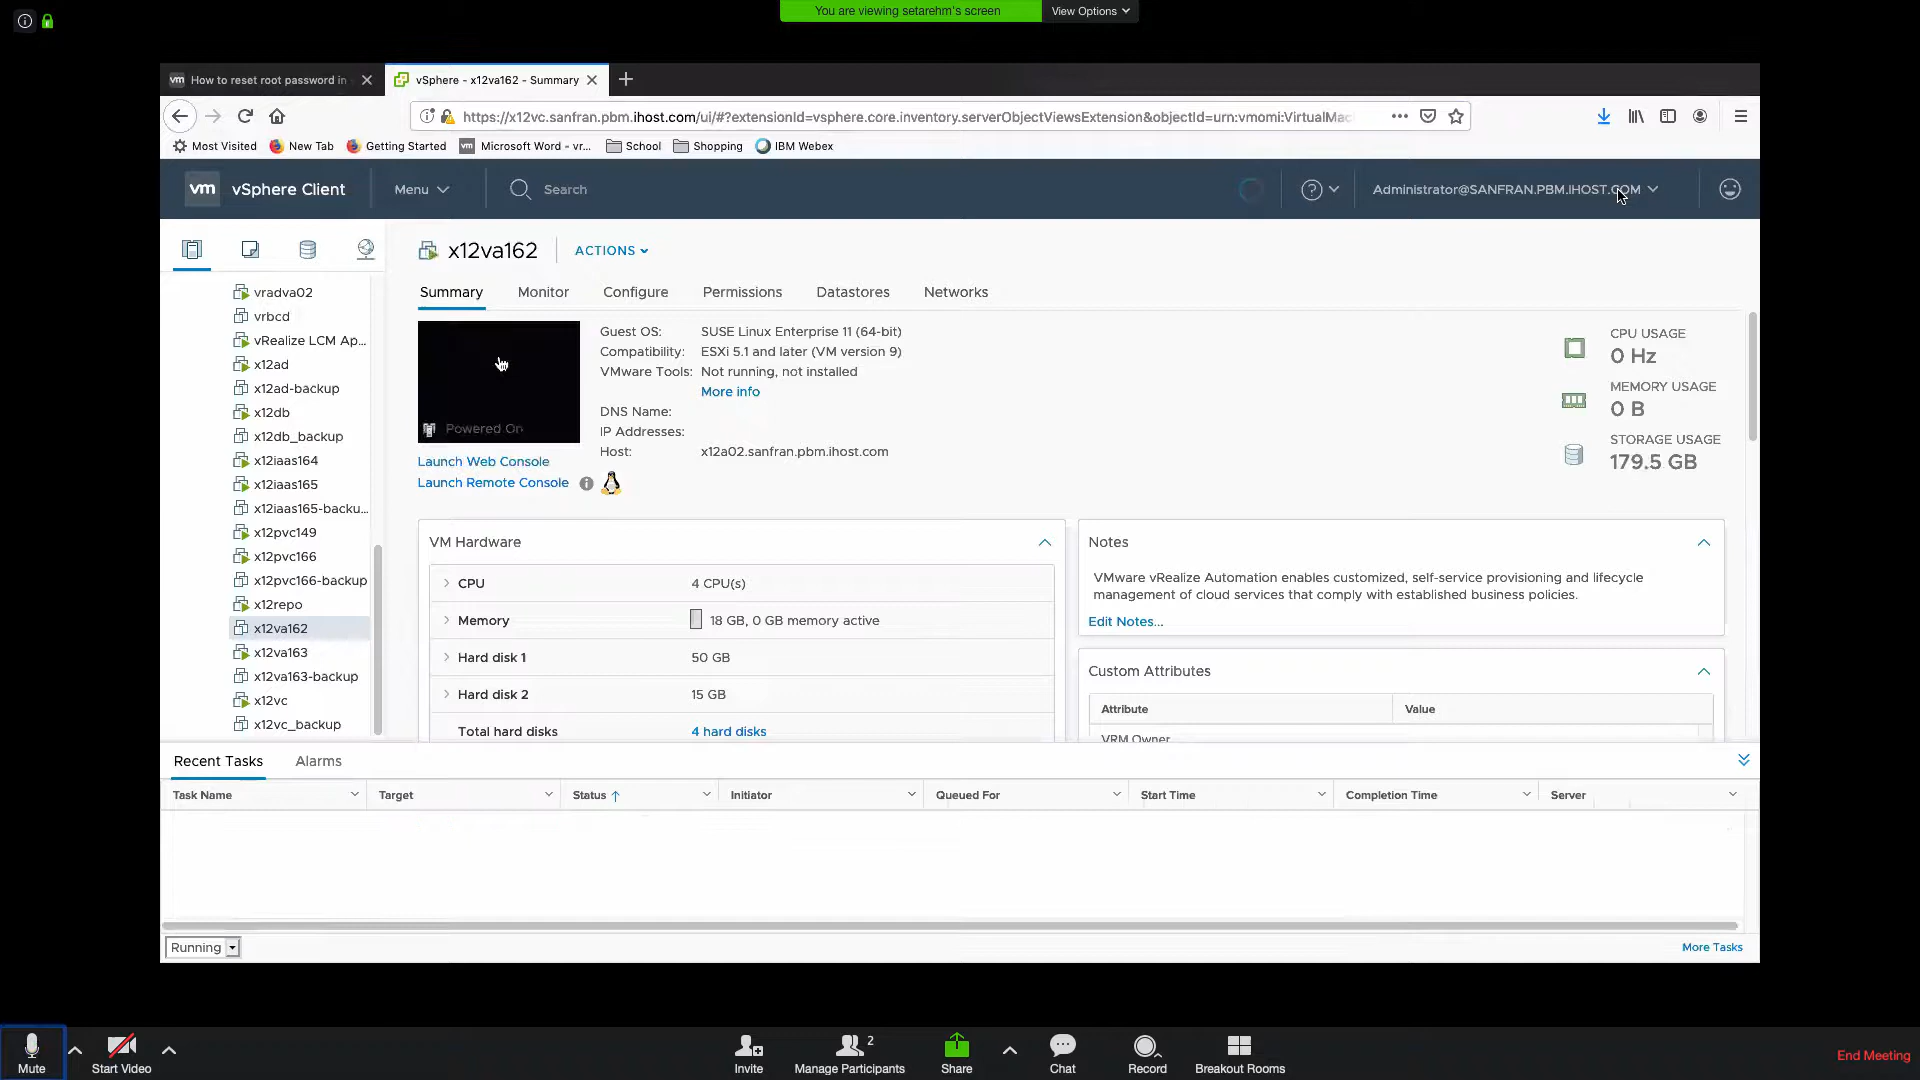 You are viewing setarehm's screen
View Options
How to reset root password in
vSphere - x12va162 - Summary
https://x12vc.sanfran.pbm.ihost.com/ui/#?extensionId=vsphere.core.inventory.serverObjectViewsExtension&objectId=urn:vmomi:VirtualMac
Most Visited
New Tab
Getting Started
Microsoft Word - vr...
School
Shopping
IBM Webex
vm
vSphere Client
Menu
Search
Administrator@SANFRAN.PBM.IHOST.COM
vradva02
vrbcd
vRealize LCM Ap...
x12ad
x12ad-backup
x12db
x12db_backup
x12iaas164
x12iaas165
x12iaas165-backu...
x12pvc149
x12pvc166
x12pvc166-backup
x12repo
x12va162
x12va163
x12va163-backup
x12vc
x12vc_backup
x12va162
ACTIONS
Summary
Monitor
Configure
Permissions
Datastores
Networks
Powered On
Launch Web Console
Launch Remote Console
Guest OS: SUSE Linux Enterprise 11 (64-bit)
Compatibility: ESXi 5.1 and later (VM version 9)
VMware Tools: Not running, not installed
More info
DNS Name:
IP Addresses:
Host: x12a02.sanfran.pbm.ihost.com
CPU USAGE
0 Hz
MEMORY USAGE
0 B
STORAGE USAGE
179.5 GB
VM Hardware
CPU 4 CPU(s)
Memory 18 GB, 0 GB memory active
Hard disk 1 50 GB
Hard disk 2 15 GB
Total hard disks 4 hard disks
Notes
VMware vRealize Automation enables customized, self-service provisioning and lifecycle
management of cloud services that comply with established business policies.
Edit Notes...
Custom Attributes
Attribute Value
VRM Owner
Recent Tasks
Alarms
Task Name Target Status Initiator Queued For Start Time Completion Time Server
Running
More Tasks
Mute
Start Video
Invite
2
Manage Participants
Share
Chat
Record
Breakout Rooms
End Meeting